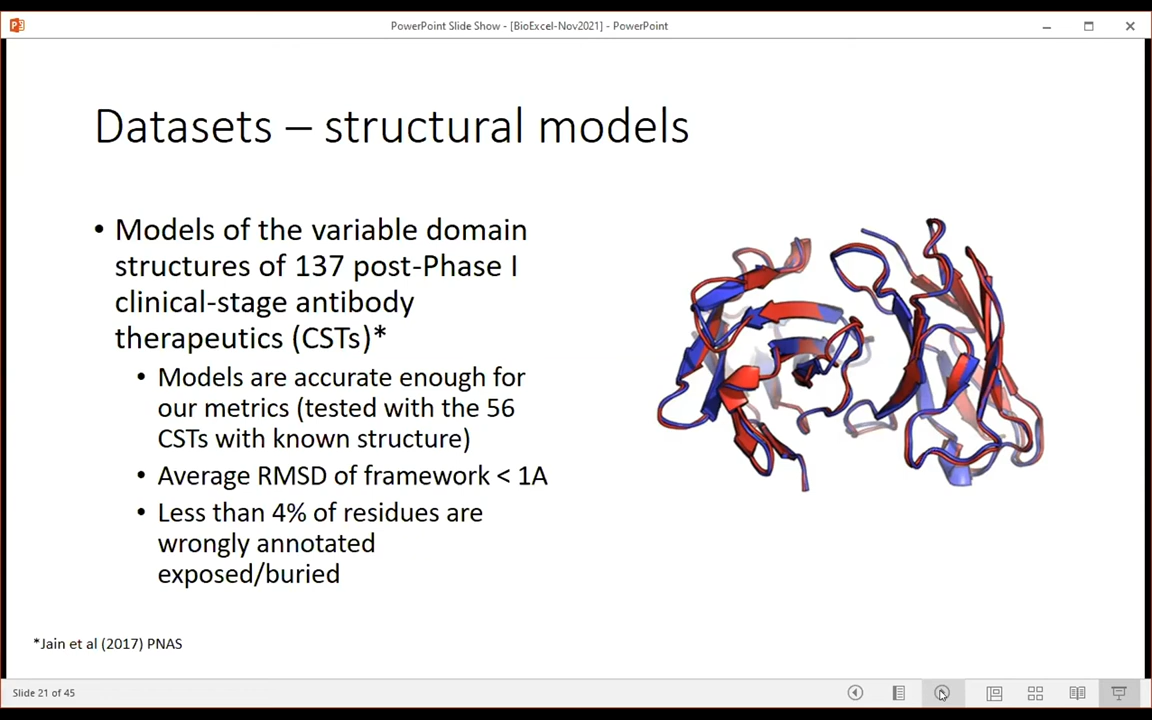 PowerPoint Slide Show - [BioExcel-Nov2021] - PowerPoint
Datasets – structural models
• Models of the variable domain
structures of 137 post-Phase I
clinical-stage antibody
therapeutics (CSTs)*
• Models are accurate enough for
our metrics (tested with the 56
CSTs with known structure)
• Average RMSD of framework < 1A
• Less than 4% of residues are
wrongly annotated
exposed/buried
*Jain et al (2017) PNAS
Slide 21 of 45